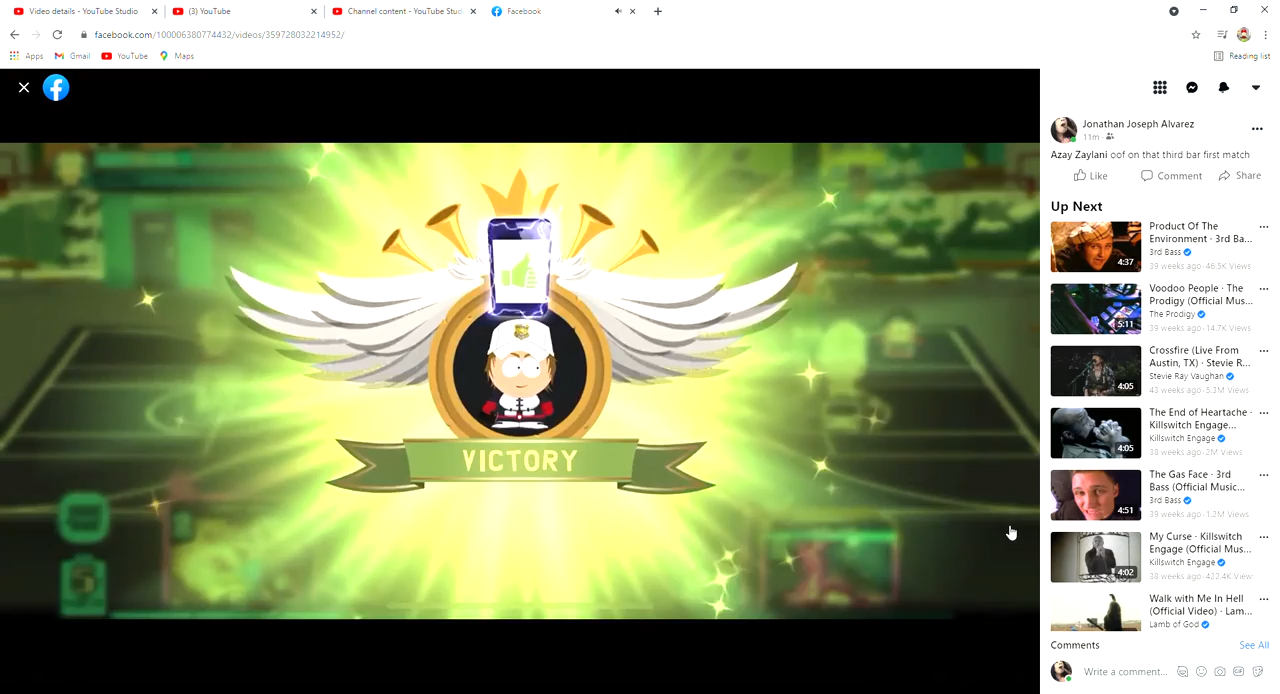 Video details - YouTube Studio
(3) YouTube
Channel content - YouTube Stud
Facebook
facebook.com/100006380774432/videos/359728032214952/
Apps
Gmail
YouTube
Maps
Reading list
Jonathan Joseph Alvarez
11m ·
Azay Zaylani oof on that third bar first match
Like
Comment
Share
Up Next
Product Of The
Environment · 3rd Ba...
3rd Bass
39 weeks ago · 46.5K Views
4:37
Voodoo People · The
Prodigy (Official Mus...
The Prodigy
39 weeks ago · 14.7K Views
5:11
Crossfire (Live From
Austin, TX) · Stevie R...
Stevie Ray Vaughan
43 weeks ago · 5.3M Views
4:05
The End of Heartache ·
Killswitch Engage...
Killswitch Engage
38 weeks ago · 2M Views
4:05
The Gas Face · 3rd
Bass (Official Music...
3rd Bass
39 weeks ago · 1.2M Views
4:51
My Curse · Killswitch
Engage (Official Mus...
Killswitch Engage
38 weeks ago · 422.4K View
4:02
Walk with Me In Hell
(Official Video) · Lam...
Lamb of God
Comments
See All
Write a comment...
VICTORY